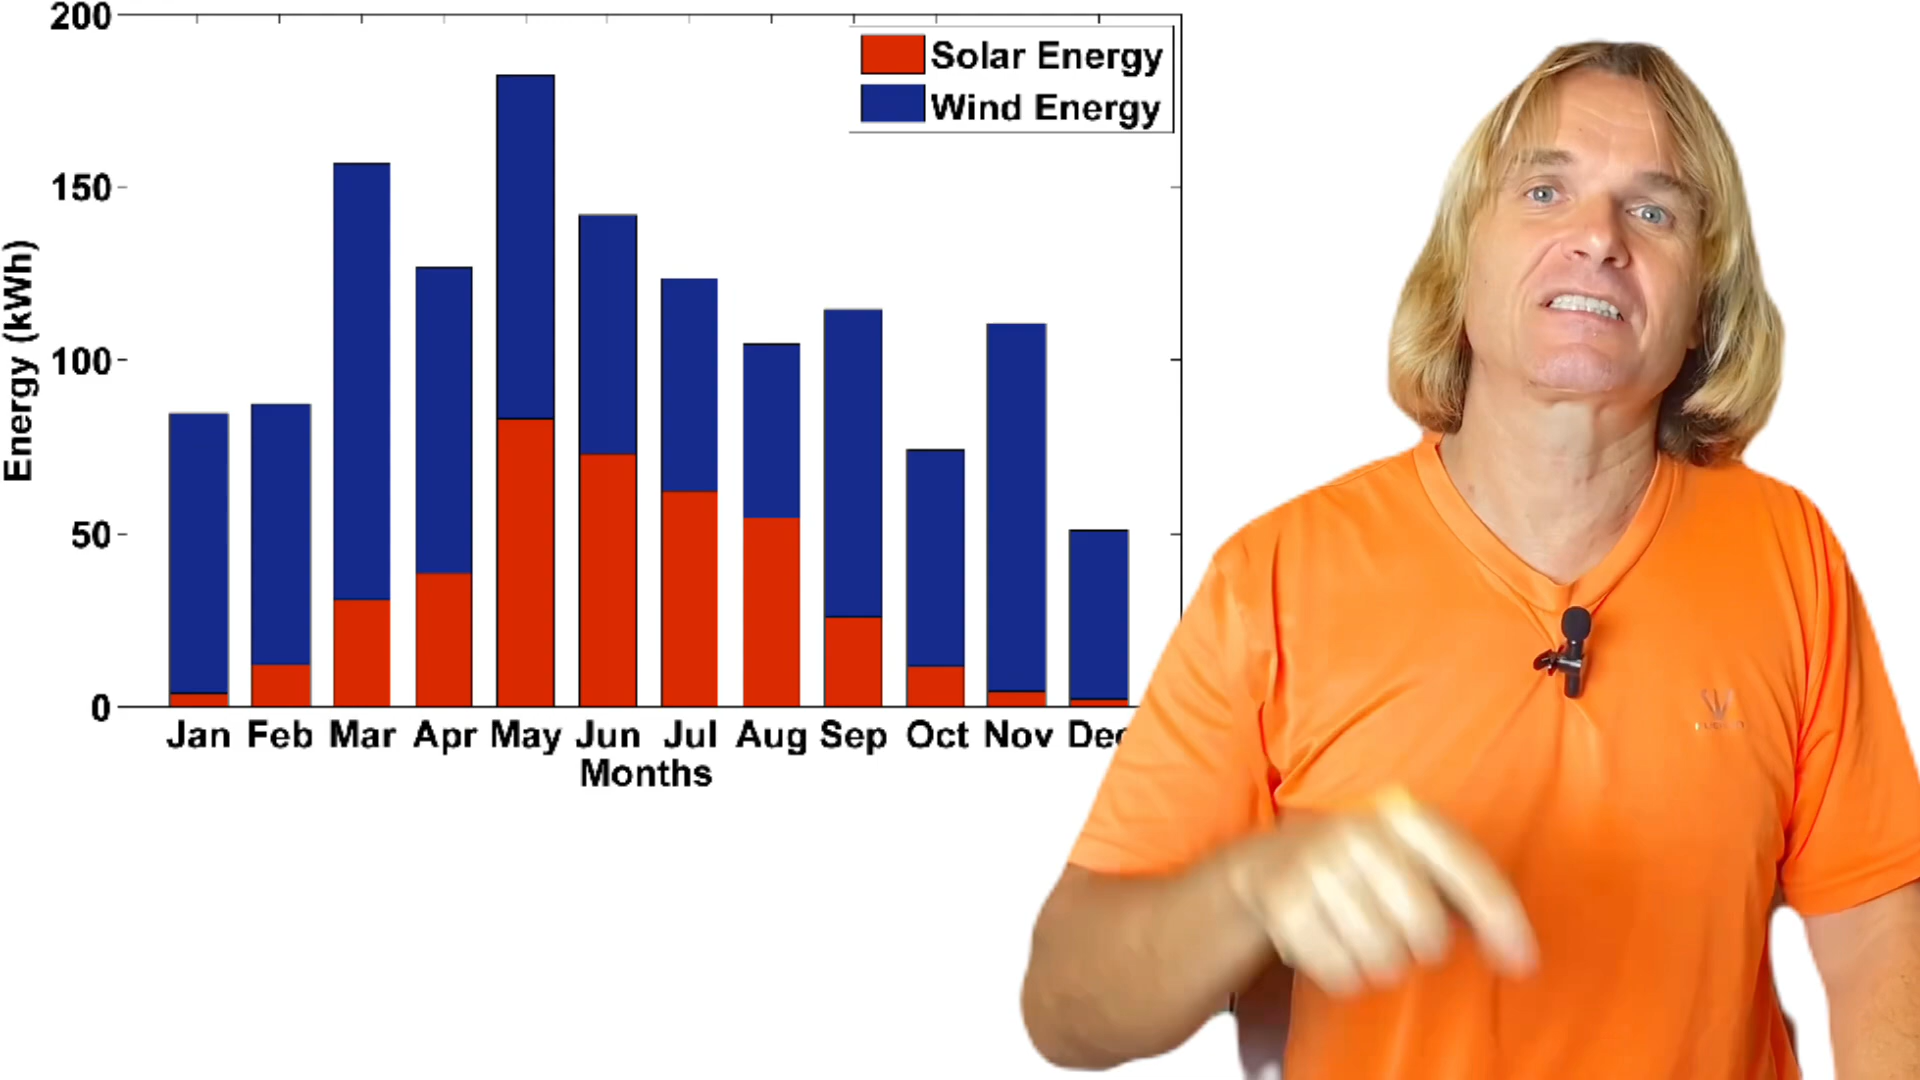 200
150
100
50
0
Energy (kWh)
Solar Energy
Wind Energy
Jan Feb Mar Apr May Jun Jul Aug Sep Oct Nov Dec
Months